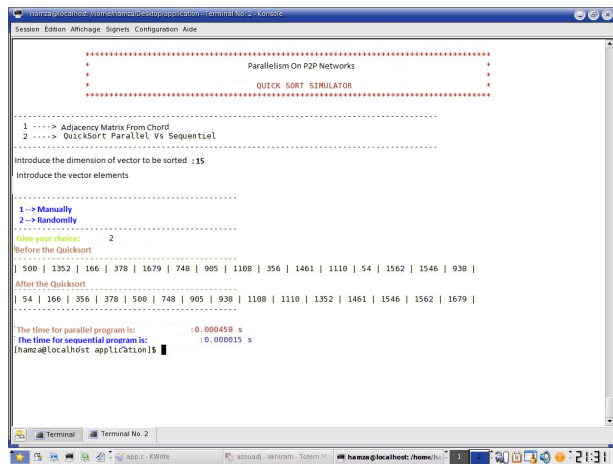 hamza@localhost: /home/hamza/Desktop/application - Terminal No. 2 - Konsole
Session Edition Affichage Signets Configuration Aide
Parallelism On P2P Networks
QUICK SORT SIMULATOR
1 ----> Adjacency Matrix From Chord
2 ----> QuickSort Parallel Vs Sequentiel
Introduce the dimension of vector to be sorted :15
Introduce the vector elements
1 --> Manually
2 --> Randomlly
Give your choice: 2
Before the Quicksort
| 500 | 1352 | 166 | 378 | 1679 | 748 | 905 | 1108 | 356 | 1461 | 1110 | 54 | 1562 | 1546 | 938 |
After the Quicksort
| 54 | 166 | 356 | 378 | 500 | 748 | 905 | 938 | 1108 | 1110 | 1352 | 1461 | 1546 | 1562 | 1679 |
The time for parallel program is: :0.000458 s
The time for sequential program is: :0.000015 s
[hamza@localhost application]$
Terminal Terminal No. 2
app.c - KWrite azouadj - akhiram - Totem hamza@localhost: /home/ha 1 2 21:31